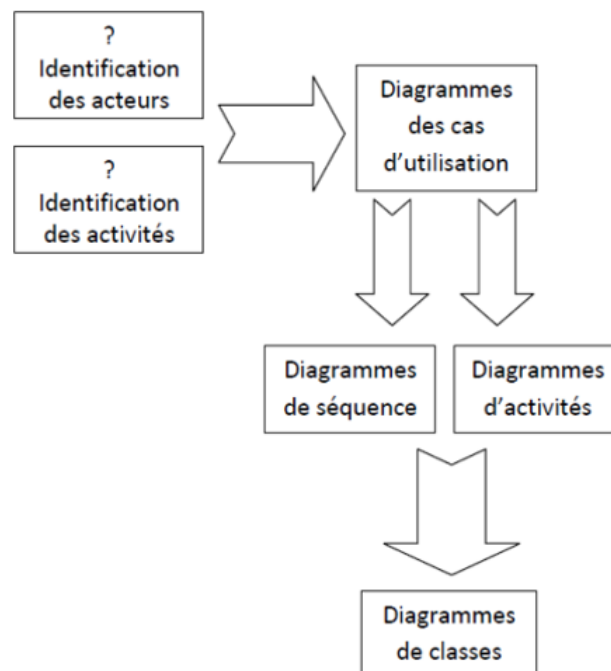 ?
Identification
des acteurs
?
Identification
des activités
Diagrammes
des cas
d’utilisation
Diagrammes
de séquence
Diagrammes
d’activités
Diagrammes
de classes